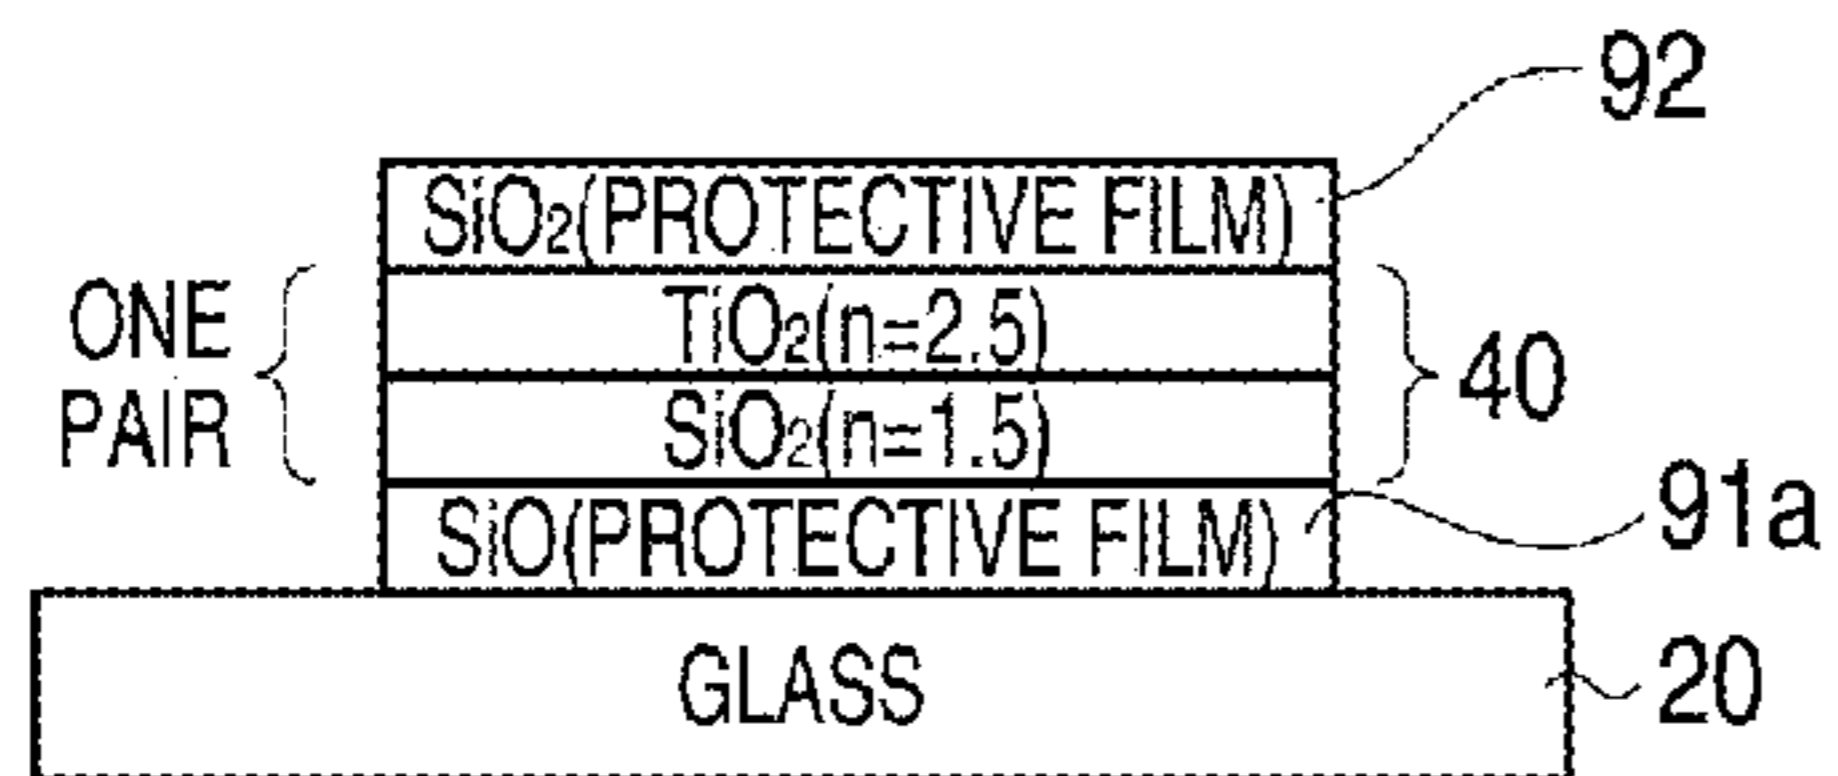 92
SiO₂(PROTECTIVE FILM)
ONE
PAIR
TiO₂(n=2.5)
SiO₂(n=1.5)
40
SiO(PROTECTIVE FILM)
91a
GLASS
20